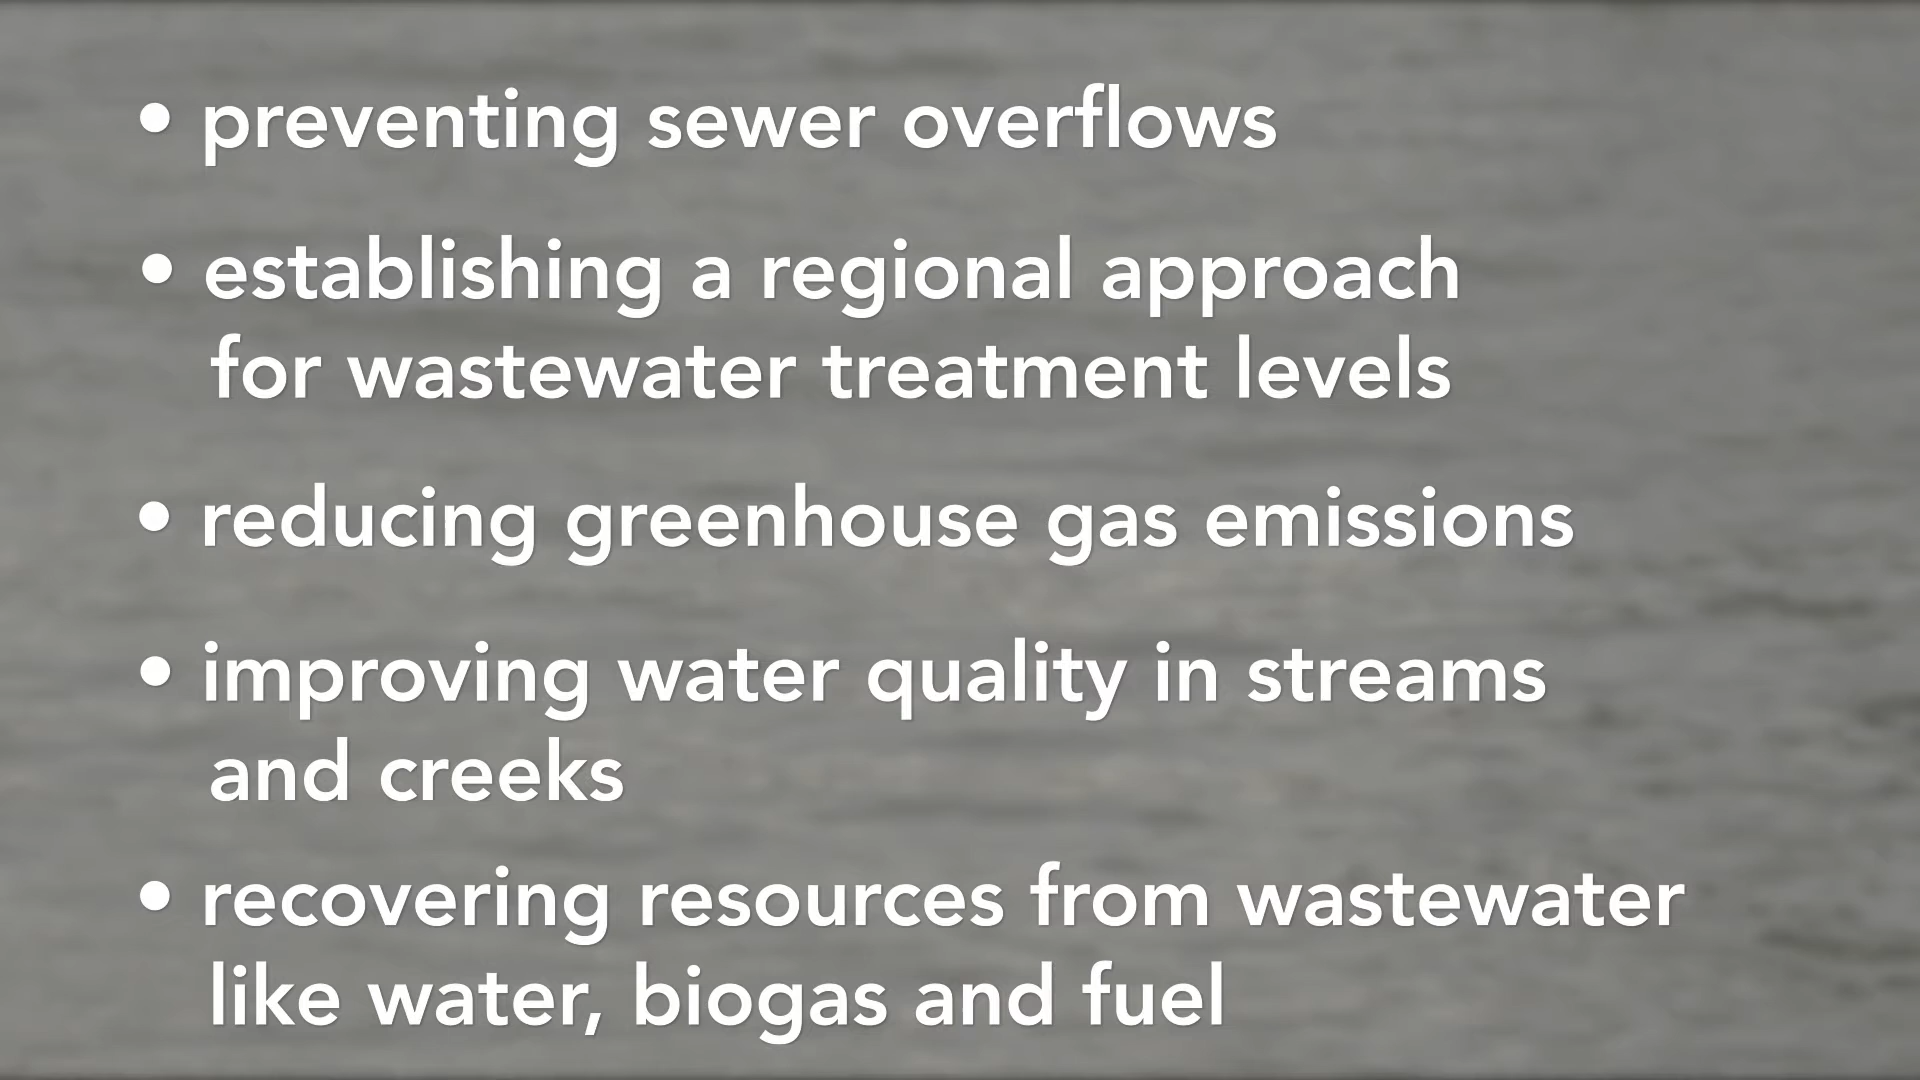 • preventing sewer overflows
• establishing a regional approach
for wastewater treatment levels
• reducing greenhouse gas emissions
• improving water quality in streams
and creeks
• recovering resources from wastewater
like water, biogas and fuel